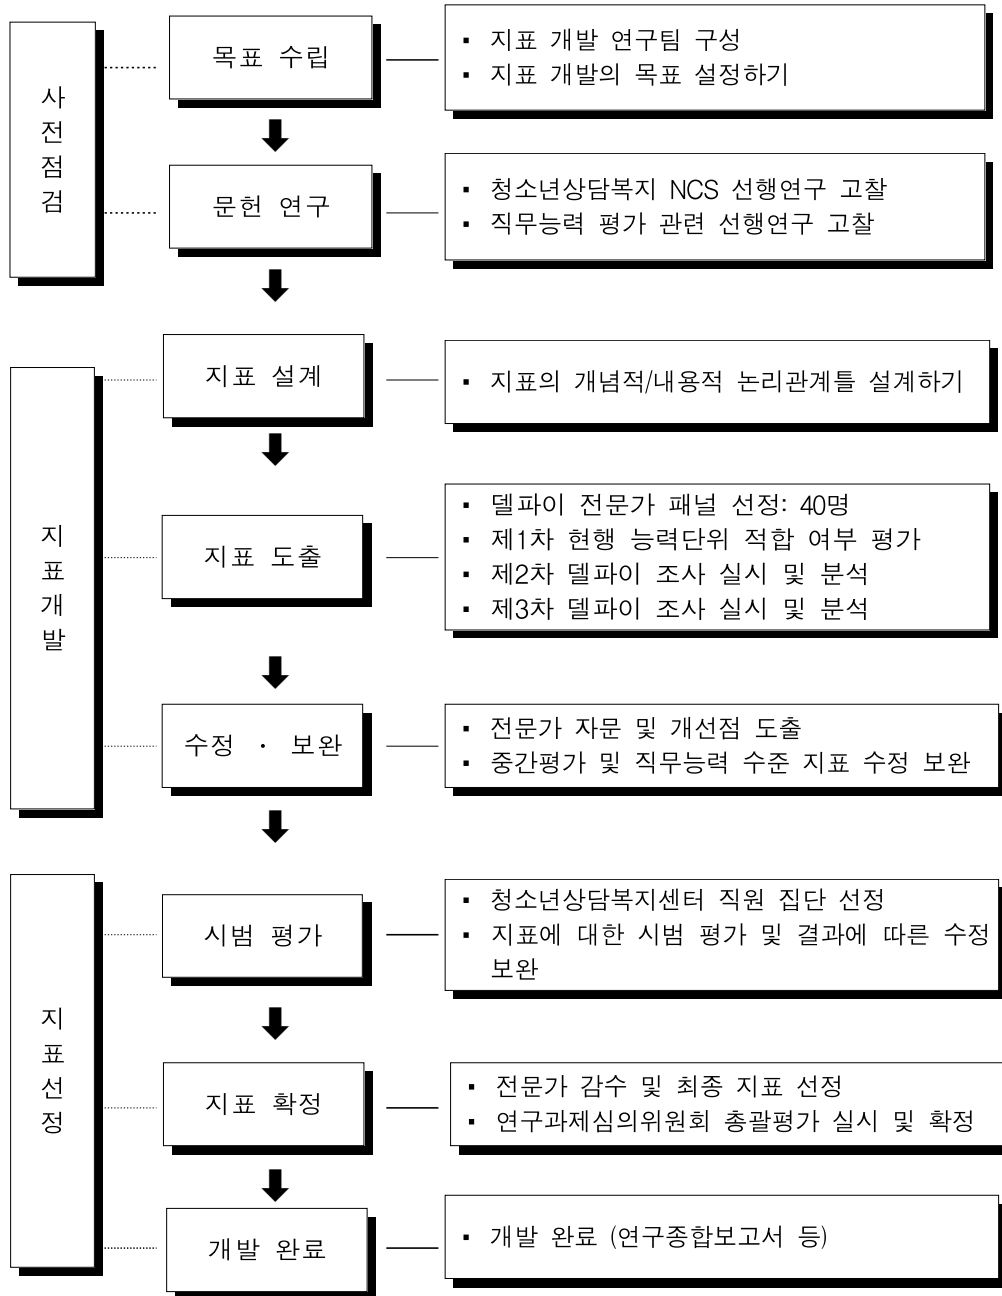 사전점검
목표 수립
▪ 지표 개발 연구팀 구성
▪ 지표 개발의 목표 설정하기
문헌 연구
▪ 청소년상담복지 NCS 선행연구 고찰
▪ 직무능력 평가 관련 선행연구 고찰
지표개발
지표 설계
▪ 지표의 개념적/내용적 논리관계틀 설계하기
지표 도출
▪ 델파이 전문가 패널 선정: 40명
▪ 제1차 현행 능력단위 적합 여부 평가
▪ 제2차 델파이 조사 실시 및 분석
▪ 제3차 델파이 조사 실시 및 분석
수정 · 보완
▪ 전문가 자문 및 개선점 도출
▪ 중간평가 및 직무능력 수준 지표 수정 보완
지표선정
시범 평가
▪ 청소년상담복지센터 직원 집단 선정
▪ 지표에 대한 시범 평가 및 결과에 따른 수정
보완
지표 확정
▪ 전문가 감수 및 최종 지표 선정
▪ 연구과제심의위원회 총괄평가 실시 및 확정
개발 완료
▪ 개발 완료 (연구종합보고서 등)